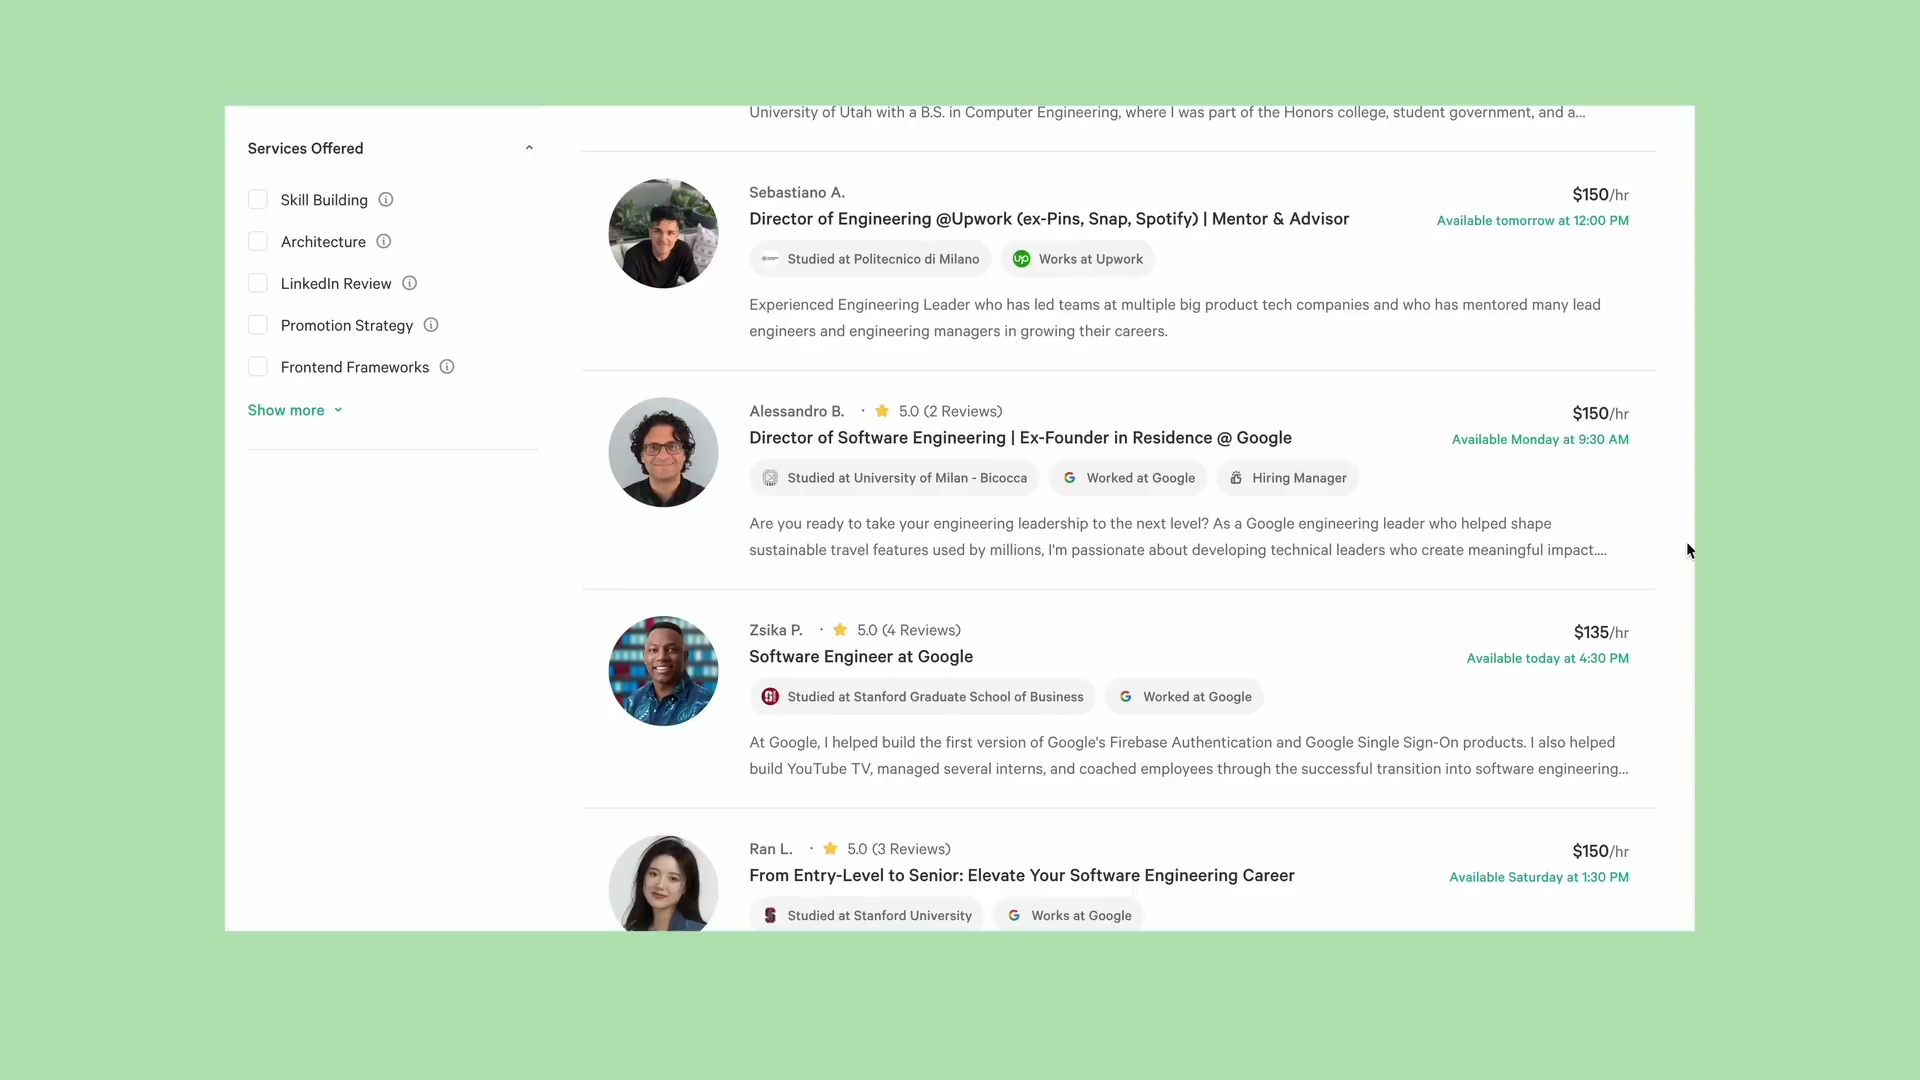 University of Utah with a B.S. in Computer Engineering, where I was part of the Honors college, student government, and a...
Services Offered
Skill Building
Architecture
LinkedIn Review
Promotion Strategy
Frontend Frameworks
Show more
Sebastiano A.
$150/hr
Director of Engineering @Upwork (ex-Pins, Snap, Spotify) | Mentor & Advisor
Available tomorrow at 12:00 PM
Studied at Politecnico di Milano
up Works at Upwork
Experienced Engineering Leader who has led teams at multiple big product tech companies and who has mentored many lead
engineers and engineering managers in growing their careers.
Alessandro B. · 5.0 (2 Reviews)
$150/hr
Director of Software Engineering | Ex-Founder in Residence @ Google
Available Monday at 9:30 AM
Studied at University of Milan - Bicocca
G Worked at Google
Hiring Manager
Are you ready to take your engineering leadership to the next level? As a Google engineering leader who helped shape
sustainable travel features used by millions, I'm passionate about developing technical leaders who create meaningful impact....
Zsika P. · 5.0 (4 Reviews)
$135/hr
Software Engineer at Google
Available today at 4:30 PM
Studied at Stanford Graduate School of Business
G Worked at Google
At Google, I helped build the first version of Google's Firebase Authentication and Google Single Sign-On products. I also helped
build YouTube TV, managed several interns, and coached employees through the successful transition into software engineering...
Ran L. · 5.0 (3 Reviews)
$150/hr
From Entry-Level to Senior: Elevate Your Software Engineering Career
Available Saturday at 1:30 PM
S Studied at Stanford University
G Works at Google